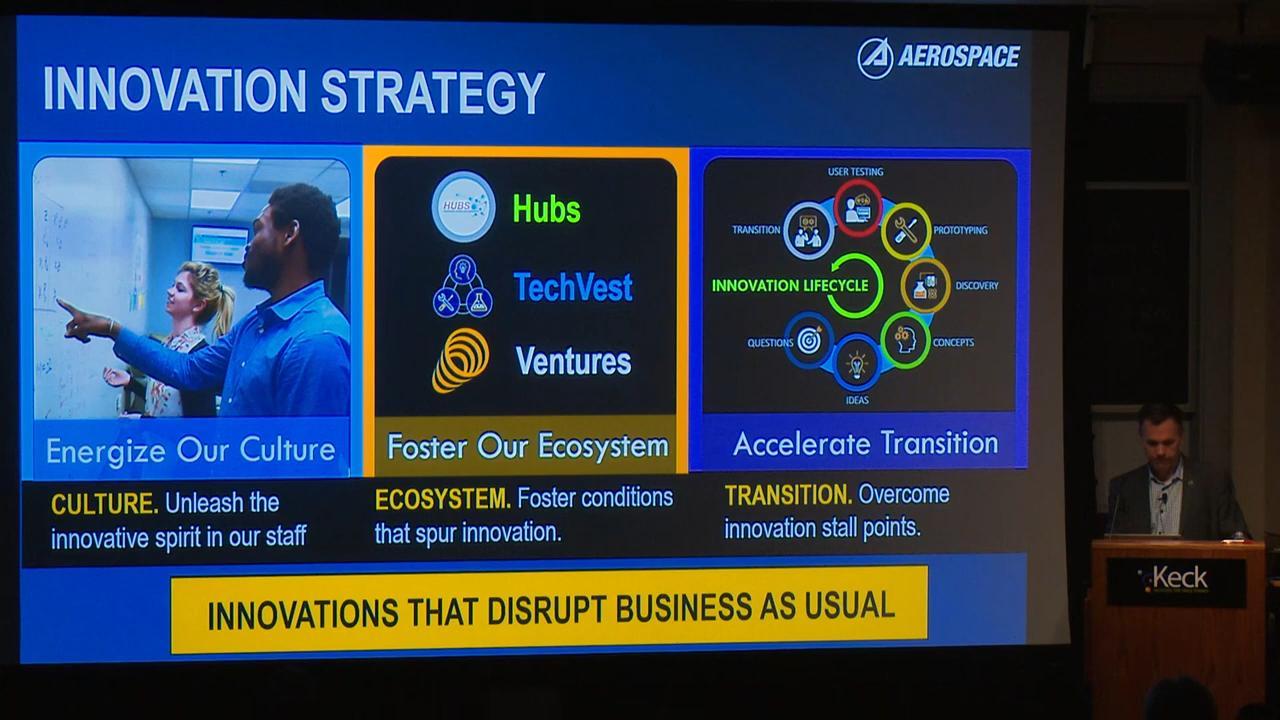 AEROSPACE
INNOVATION STRATEGY
HUBS
Hubs
TechVest
Ventures
USER TESTING
TRANSITION
PROTOTYPING
INNOVATION LIFECYCLE
DISCOVERY
QUESTIONS
CONCEPTS
IDEAS
Energize Our Culture
Foster Our Ecosystem
Accelerate Transition
CULTURE. Unleash the
innovative spirit in our staff
ECOSYSTEM. Foster conditions
that spur innovation.
TRANSITION. Overcome
innovation stall points.
INNOVATIONS THAT DISRUPT BUSINESS AS USUAL
Keck